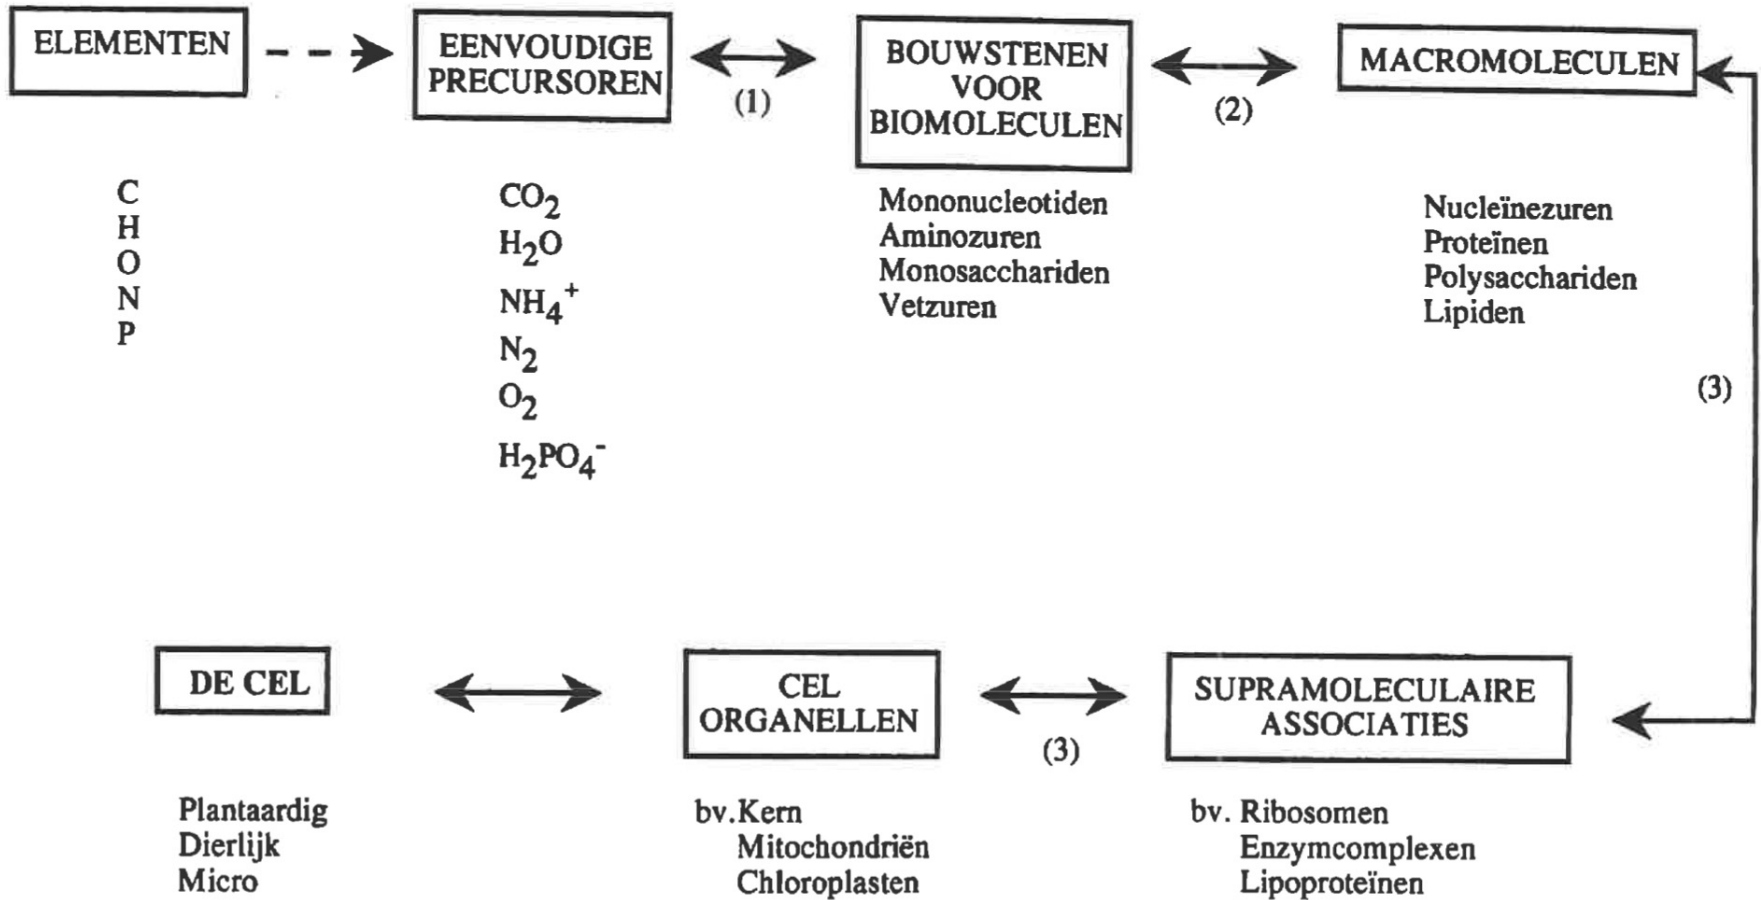 ELEMENTEN
C
H
O
N
P
EENVOUDIGE
PRECURSOREN
CO₂
H₂O
NH₄⁺
N₂
O₂
H₂PO₄⁻
(1)
BOUWSTENEN
VOOR
BIOMOLECULEN
Mononucleotiden
Aminozuren
Monosacchariden
Vetzuren
(2)
MACROMOLECULEN
Nucleïnezuren
Proteïnen
Polysacchariden
Lipiden
(3)
DE CEL
Plantaardig
Dierlijk
Micro
CEL
ORGANELLEN
bv.Kern
Mitochondriën
Chloroplasten
(3)
SUPRAMOLECULAIRE
ASSOCIATIES
bv. Ribosomen
Enzymcomplexen
Lipoproteïnen